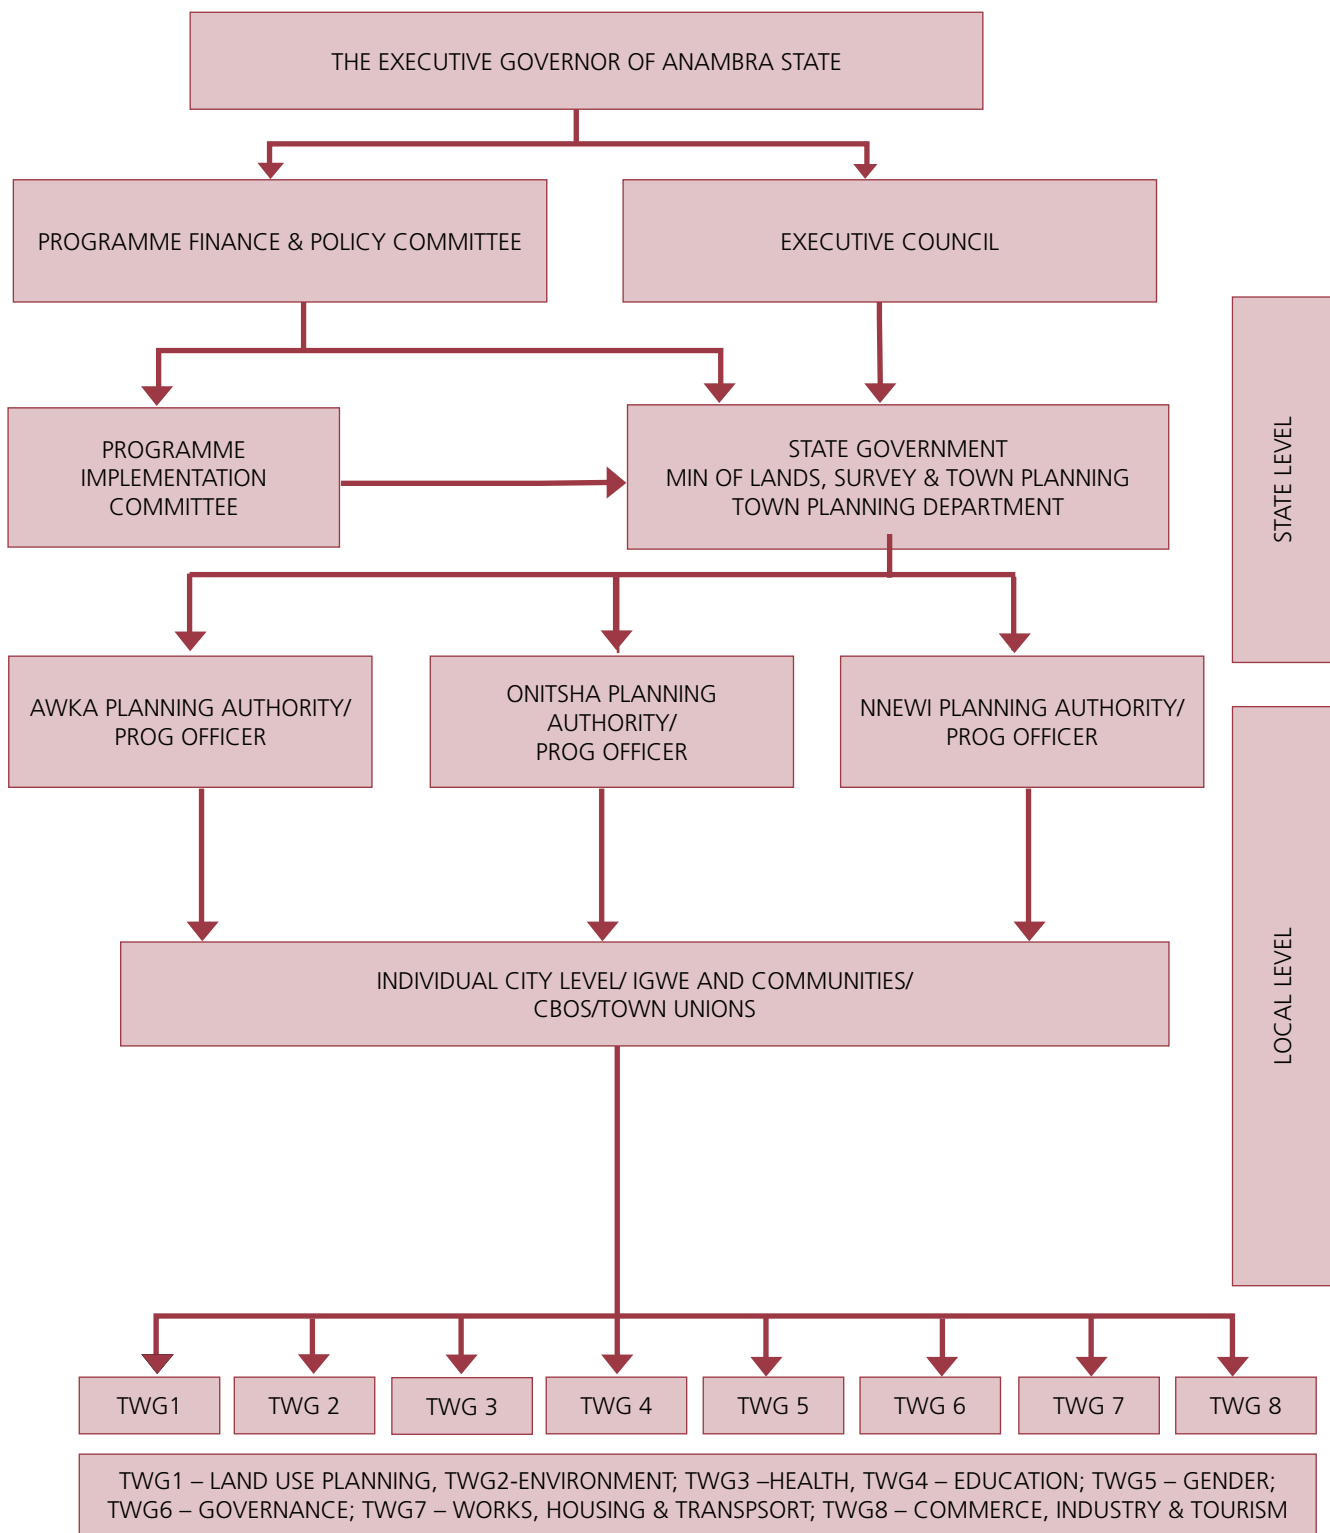 THE EXECUTIVE GOVERNOR OF ANAMBRA STATE
PROGRAMME FINANCE & POLICY COMMITTEE
EXECUTIVE COUNCIL
STATE LEVEL
PROGRAMME
IMPLEMENTATION
COMMITTEE
STATE GOVERNMENT
MIN OF LANDS, SURVEY & TOWN PLANNING
TOWN PLANNING DEPARTMENT
AWKA PLANNING AUTHORITY/
PROG OFFICER
ONITSHA PLANNING
AUTHORITY/
PROG OFFICER
NNEWI PLANNING AUTHORITY/
PROG OFFICER
LOCAL LEVEL
INDIVIDUAL CITY LEVEL/ IGWE AND COMMUNITIES/
CBOS/TOWN UNIONS
TWG1
TWG 2
TWG 3
TWG 4
TWG 5
TWG 6
TWG 7
TWG 8
TWG1 – LAND USE PLANNING, TWG2-ENVIRONMENT; TWG3 –HEALTH, TWG4 – EDUCATION; TWG5 – GENDER;
TWG6 – GOVERNANCE; TWG7 – WORKS, HOUSING & TRANSPSORT; TWG8 – COMMERCE, INDUSTRY & TOURISM